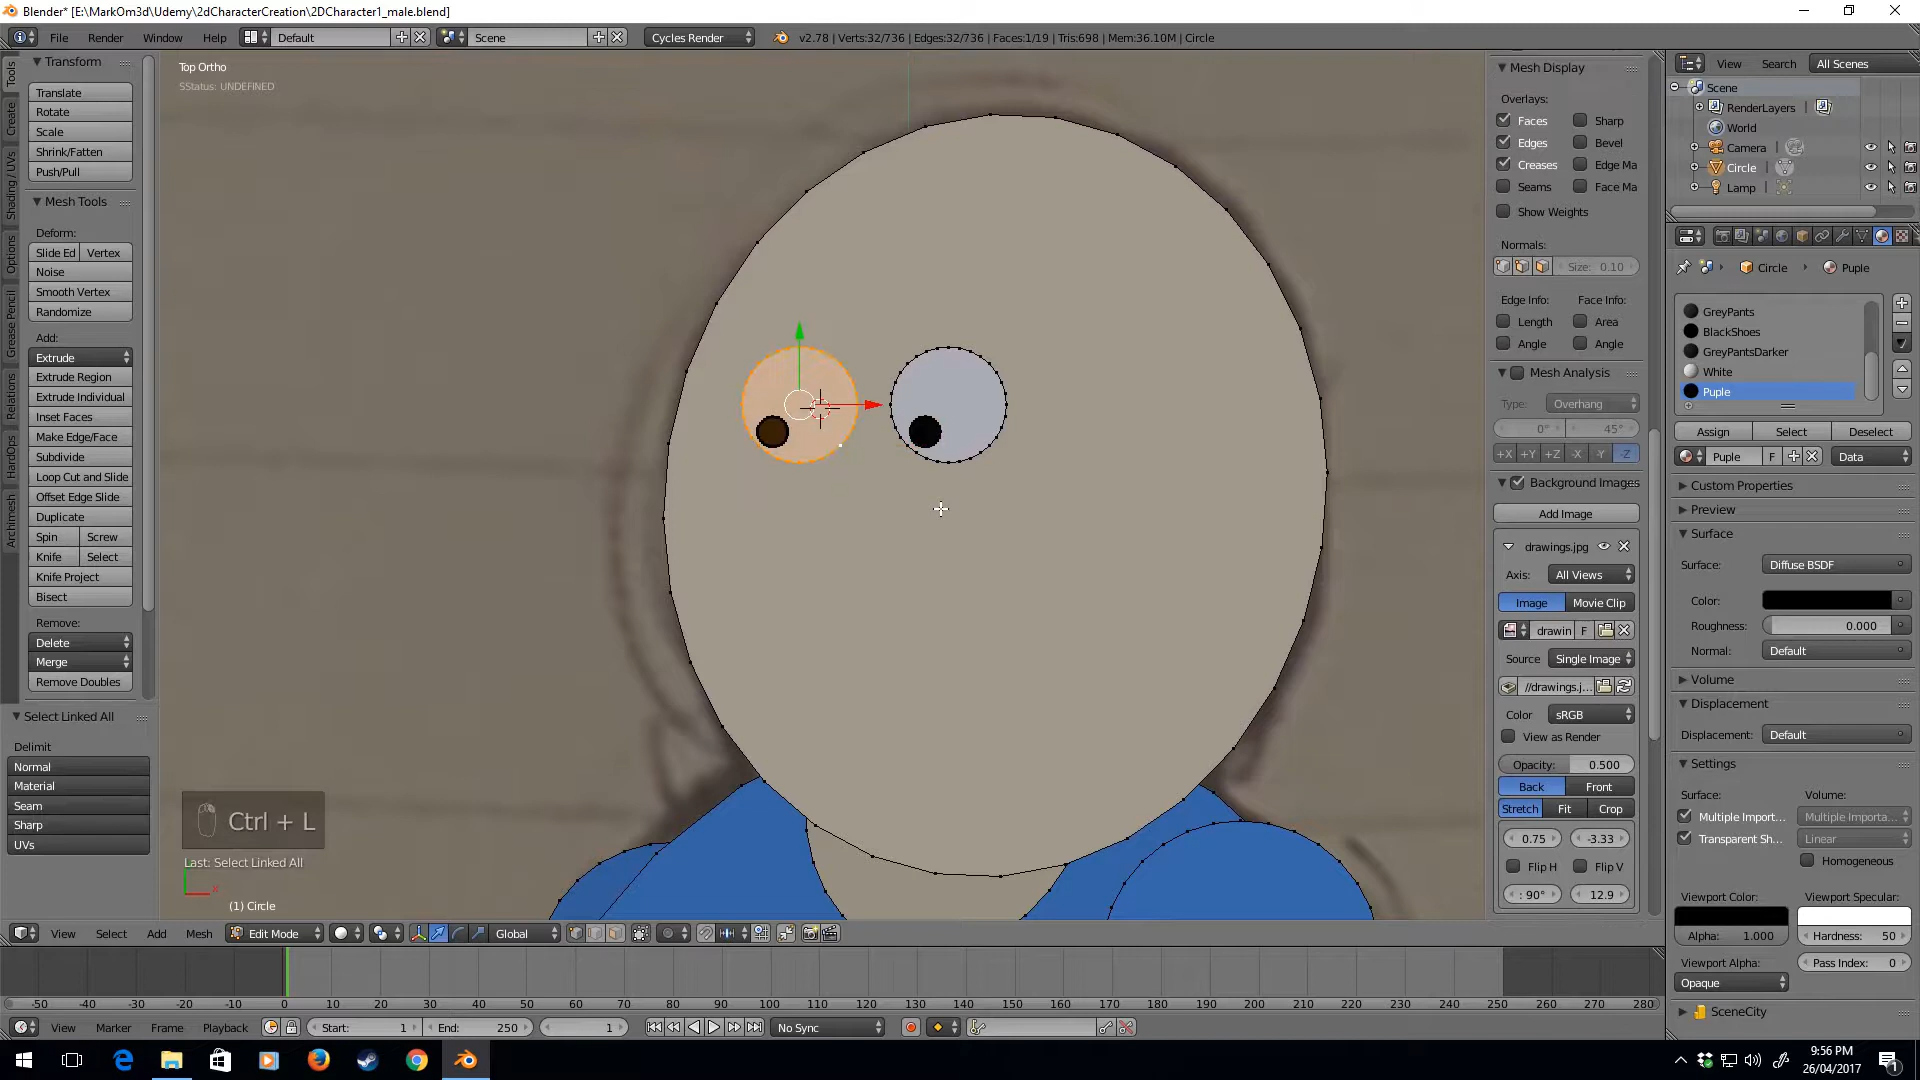 Blender* [E:\MarkOm3d\Udemy\2dCharacterCreation\2DCharacter1_male.blend]
File Render Window Help Default Scene Cycles Render v2.78 | Verts:32/736 | Edges:32/736 | Faces:1/19 | Tris:698 | Mem:36.10M | Circle
Tools
Create
Shading / UVs
Options
Grease Pencil
Relations
HardOps
Archimesh
Transform
Translate
Rotate
Scale
Shrink/Fatten
Push/Pull
Mesh Tools
Deform:
Slide Ed Vertex
Noise
Smooth Vertex
Randomize
Add:
Extrude
Extrude Region
Extrude Individual
Inset Faces
Make Edge/Face
Subdivide
Loop Cut and Slide
Offset Edge Slide
Duplicate
Spin Screw
Knife Select
Knife Project
Bisect
Remove:
Delete
Merge
Remove Doubles
Select Linked All
Delimit
Normal
Material
Seam
Sharp
UVs
Top Ortho
SStatus: UNDEFINED
Ctrl + L
Last: Select Linked All
x
(1) Circle
Mesh Display
Overlays:
Faces Sharp
Edges Bevel
Creases Edge Ma
Seams Face Ma
Show Weights
Normals:
Size: 0.10
Edge Info: Face Info:
Length Area
Angle Angle
Mesh Analysis
Type: Overhang
0° 45°
+X +Y +Z -X -Y -Z
Background Images
Add Image
drawings.jpg
Axis: All Views
Image Movie Clip
drawin F
Source Single Image
//drawings.j...
Color sRGB
View as Render
Opacity: 0.500
Back Front
Stretch Fit Crop
0.75 -3.33
Flip H Flip V
: 90° 12.9
View Search All Scenes
Scene
RenderLayers
World
Camera
Circle
Lamp
Circle Puple
GreyPants
BlackShoes
GreyPantsDarker
White
Puple
Assign Select Deselect
Puple F Data
Custom Properties
Preview
Surface
Surface: Diffuse BSDF
Color:
Roughness: 0.000
Normal: Default
Volume
Displacement
Displacement: Default
Settings
Surface: Volume:
Multiple Import... Multiple Importa...
Transparent Sh... Linear
Homogeneous
Viewport Color: Viewport Specular:
Alpha: 1.000 Hardness: 50
Viewport Alpha: Pass Index: 0
Opaque
SceneCity
View Select Add Mesh Edit Mode Global
-50 -40 -30 -20 -10 0 10 20 30 40 50 60 70 80 90 100 110 120 130 140 150 160 170 180 190 200 210 220 230 240 250 260 270 280
View Marker Frame Playback Start: 1 End: 250 1 No Sync
9:56 PM
26/04/2017
1